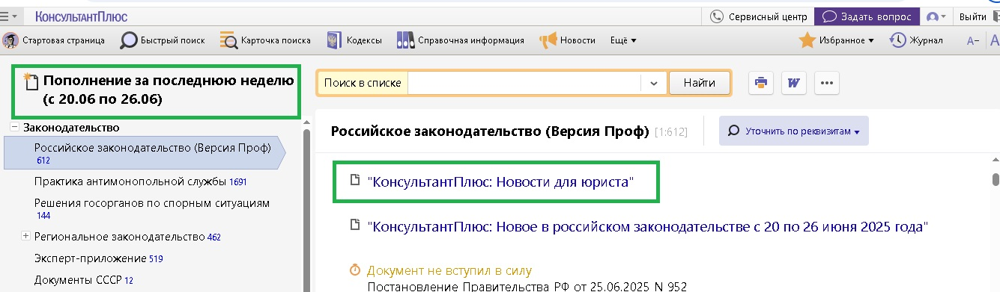 КОНСУЛЬТАНТПЛЮС
Сервисный центр
Задать вопрос
Выйти
Стартовая страница
Быстрый поиск
Карточка поиска
Кодексы
Справочная информация
Новости
Ещё
Избранное
Журнал
А−
А
Пополнение за последнюю неделю
(с 20.06 по 26.06)
Поиск в списке
Найти
W
Законодательство
Российское законодательство (Версия Проф)
612
Практика антимонопольной службы 1691
Решения госорганов по спорным ситуациям
144
Региональное законодательство 462
Эксперт-приложение 519
Документы СССР 12
Российское законодательство (Версия Проф) [1:612]
Уточнить по реквизитам
"КонсультантПлюс: Новости для юриста"
"КонсультантПлюс: Новое в российском законодательстве с 20 по 26 июня 2025 года"
Документ не вступил в силу
Постановление Правительства РФ от 25.06.2025 N 952